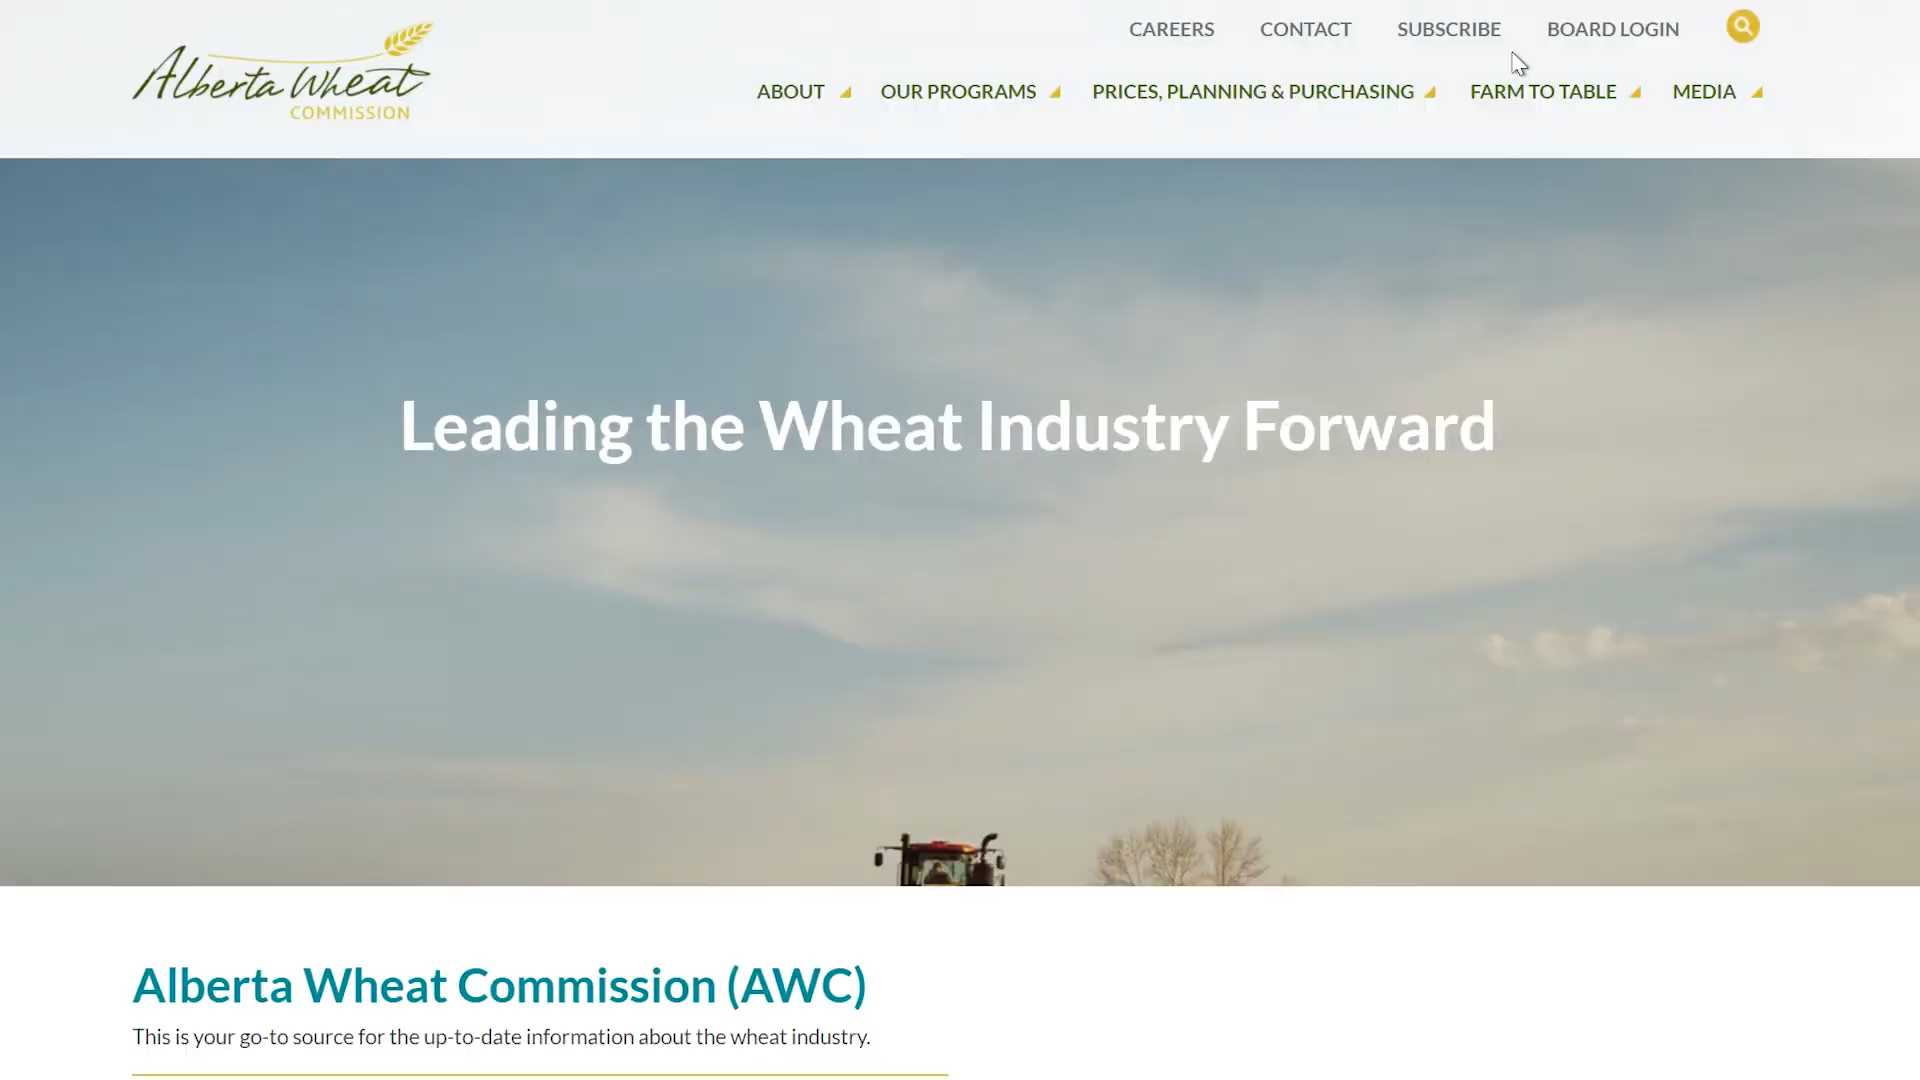 CAREERS CONTACT SUBSCRIBE BOARD LOGIN
Alberta Wheat
COMMISSION
ABOUT OUR PROGRAMS PRICES, PLANNING & PURCHASING FARM TO TABLE MEDIA
Leading the Wheat Industry Forward
Alberta Wheat Commission (AWC)
This is your go-to source for the up-to-date information about the wheat industry.